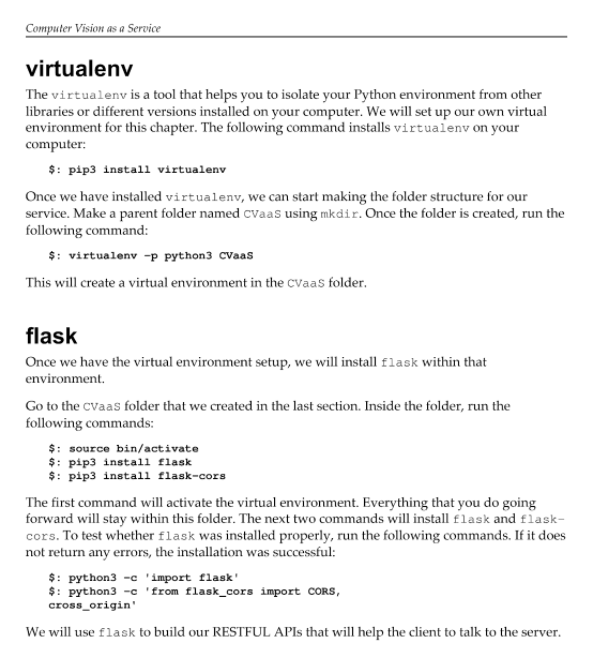 Computer Vision as a Service
virtualenv
The virtualenv is a tool that helps you to isolate your Python environment from other
libraries or different versions installed on your computer. We will set up our own virtual
environment for this chapter. The following command installs virtualenv on your
computer:
$: pip3 install virtualenv
Once we have installed virtualenv, we can start making the folder structure for our
service. Make a parent folder named CVaaS using mkdir. Once the folder is created, run the
following command:
$: virtualenv -p python3 CVaaS
This will create a virtual environment in the CVaaS folder.
flask
Once we have the virtual environment setup, we will install flask within that
environment.
Go to the CVaaS folder that we created in the last section. Inside the folder, run the
following commands:
$: source bin/activate
$: pip3 install flask
$: pip3 install flask-cors
The first command will activate the virtual environment. Everything that you do going
forward will stay within this folder. The next two commands will install flask and flask-
cors. To test whether flask was installed properly, run the following commands. If it does
not return any errors, the installation was successful:
$: python3 -c 'import flask'
$: python3 -c 'from flask_cors import CORS,
cross_origin'
We will use flask to build our RESTFUL APIs that will help the client to talk to the server.